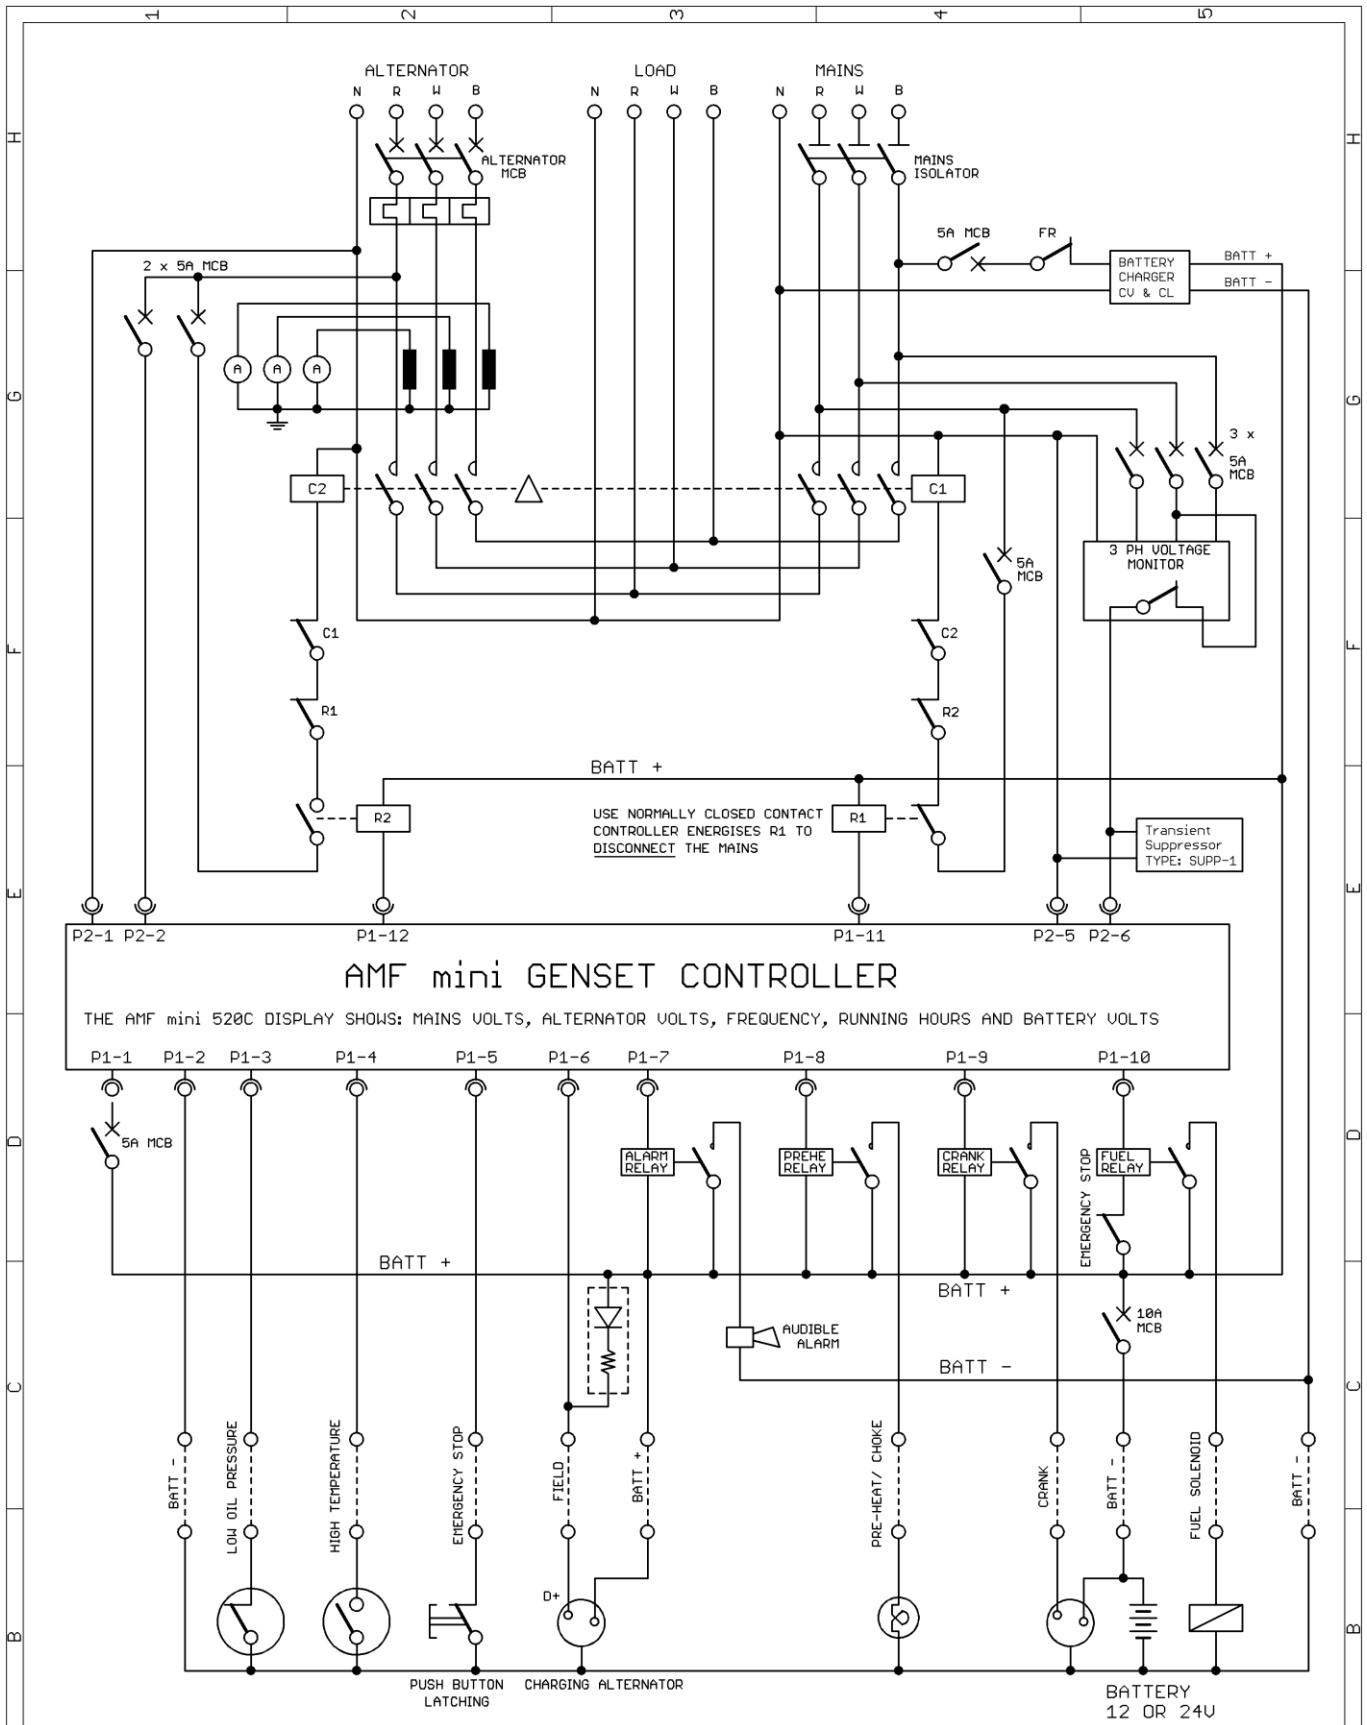 1 2 3 4 5
ALTERNATOR LOAD MAINS
N R W B N R W B N R W B
H H
ALTERNATOR
MCB
MAINS
ISOLATOR
5A MCB FR
BATTERY
CHARGER
CV & CL
BATT +
BATT -
2 x 5A MCB
A A A
G G
3 x
5A
MCB
C2 C1
3 PH VOLTAGE
MONITOR
5A
MCB
C1 C2
F F
R1 R2
BATT +
R2
USE NORMALLY CLOSED CONTACT
CONTROLLER ENERGISES R1 TO
DISCONNECT THE MAINS
R1
Transient
Suppressor
TYPE: SUPP-1
E E
P2-1 P2-2 P1-12 P1-11 P2-5 P2-6
AMF mini GENSET CONTROLLER
THE AMF mini 520C DISPLAY SHOWS: MAINS VOLTS, ALTERNATOR VOLTS, FREQUENCY, RUNNING HOURS AND BATTERY VOLTS
P1-1 P1-2 P1-3 P1-4 P1-5 P1-6 P1-7 P1-8 P1-9 P1-10
D D
5A MCB
ALARM
RELAY
PREHE
RELAY
CRANK
RELAY
FUEL
RELAY
EMERGENCY STOP
BATT +
BATT +
10A
MCB
AUDIBLE
ALARM
BATT -
C C
BATT -
LOW OIL PRESSURE
HIGH TEMPERATURE
EMERGENCY STOP
FIELD
BATT +
PRE-HEAT/ CHOKE
CRANK
BATT -
FUEL SOLENOID
BATT -
D+
B B
PUSH BUTTON
LATCHING
CHARGING ALTERNATOR
BATTERY
12 OR 24V